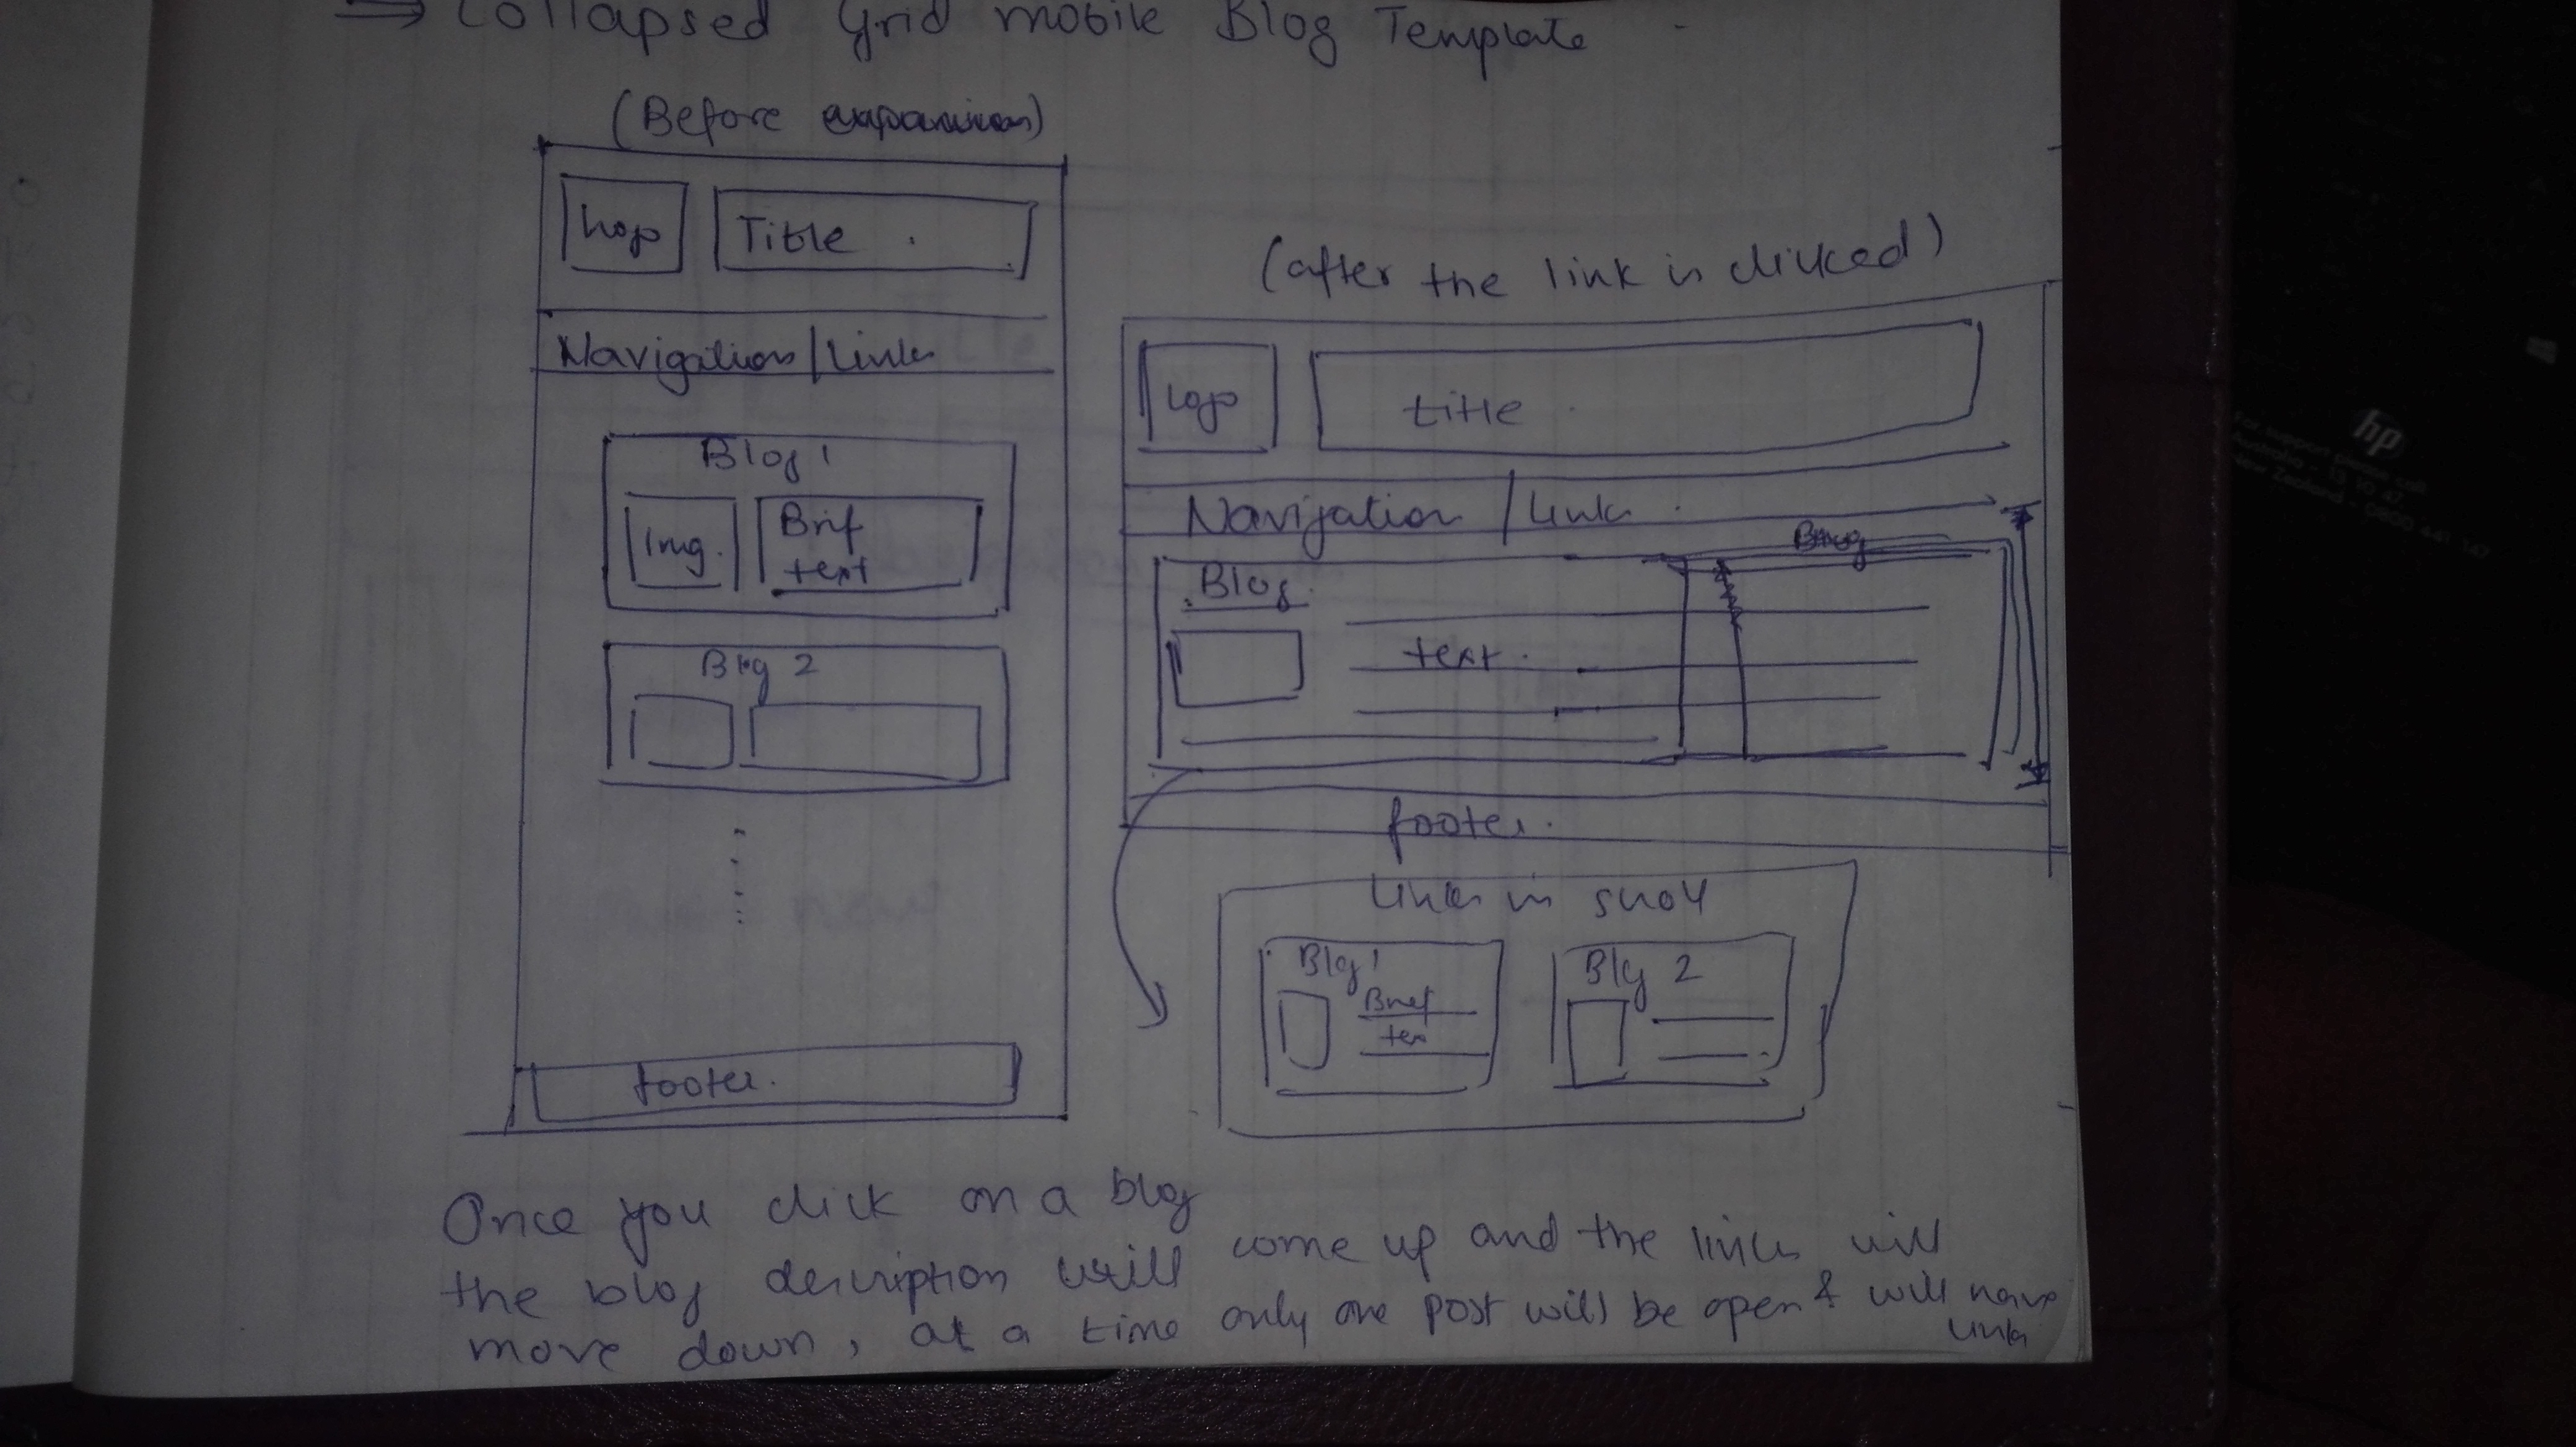 ⇒ Collapsed Grid mobile Blog Template
(Before expansion)
Logo
Title
Navigation/Links
Blog 1
Img.
Brif
text
Blog 2
footer.
(after the link is clicked)
Logo
title
Navigation / Links
Blog
text.
footer.
Links in
Blog 1
Brief
tex
Blog 2
Once you click on a blog
the blog description will come up and the links will
move down, at a time only one post will be open & will have
links
hp
For support please call
Australia - 13 10 47
New Zealand - 0800 441 147